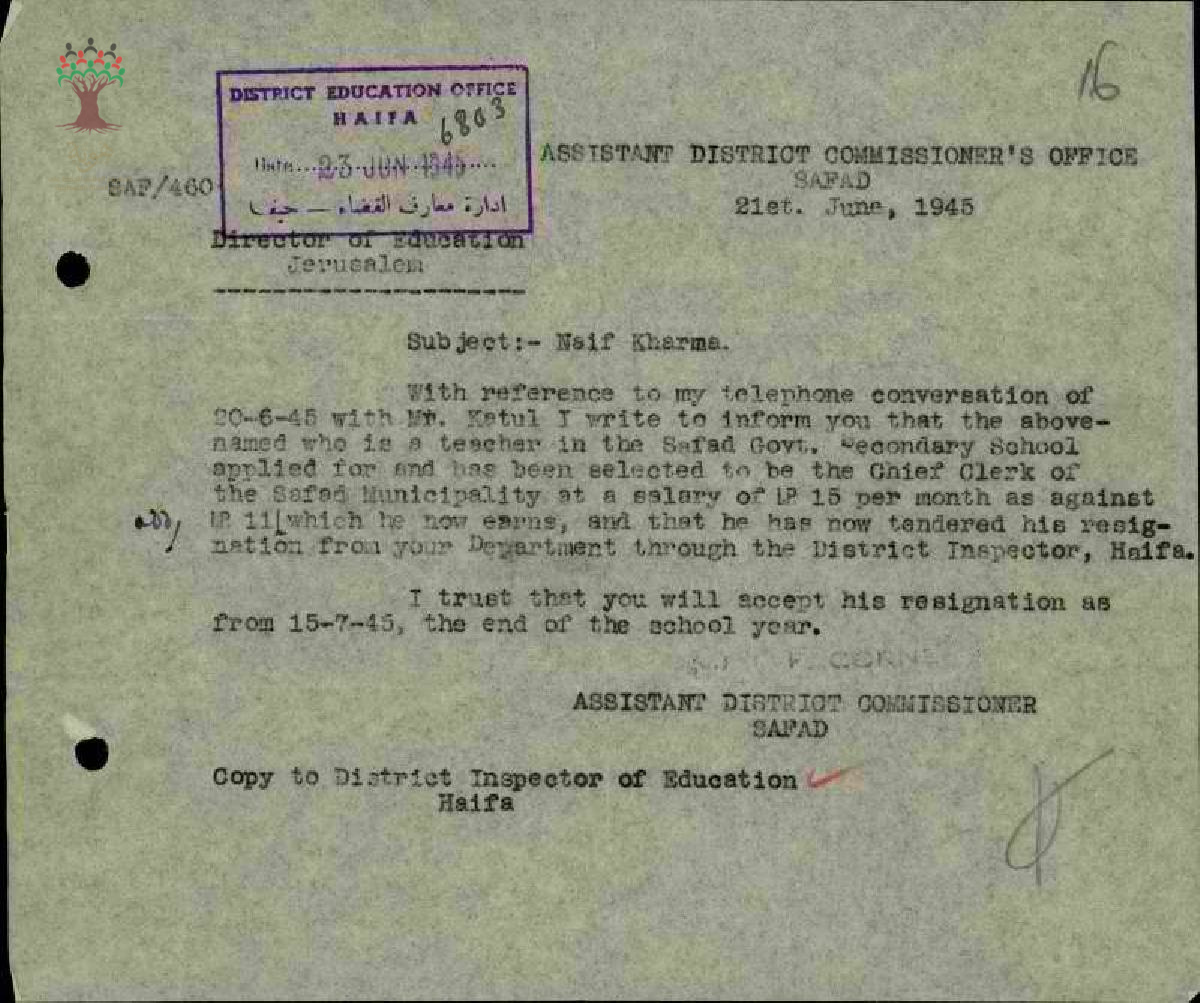 16
DISTRICT EDUCATION OFFICE
HAIFA
6803
Date...23 JUN 1945....
ادارة معارف القضاء — حيفا
ASSISTANT DISTRICT COMMISSIONER'S OFFICE
SAFAD
21st. June, 1945
SAF/460
Director of Education
Jerusalem
Subject:- Naif Kharma.
With reference to my telephone conversation of
20-6-45 with Mr. Katul I write to inform you that the above-
named who is a teacher in the Safad Govt. Secondary School
applied for and has been selected to be the Chief Clerk of
the Safad Municipality at a salary of LP 15 per month as against
LP 11 which he now earns, and that he has now tendered his resig-
nation from your Department through the District Inspector, Haifa.
I trust that you will accept his resignation as
from 15-7-45, the end of the school year.
ASSISTANT DISTRICT COMMISSIONER
SAFAD
Copy to District Inspector of Education
Haifa